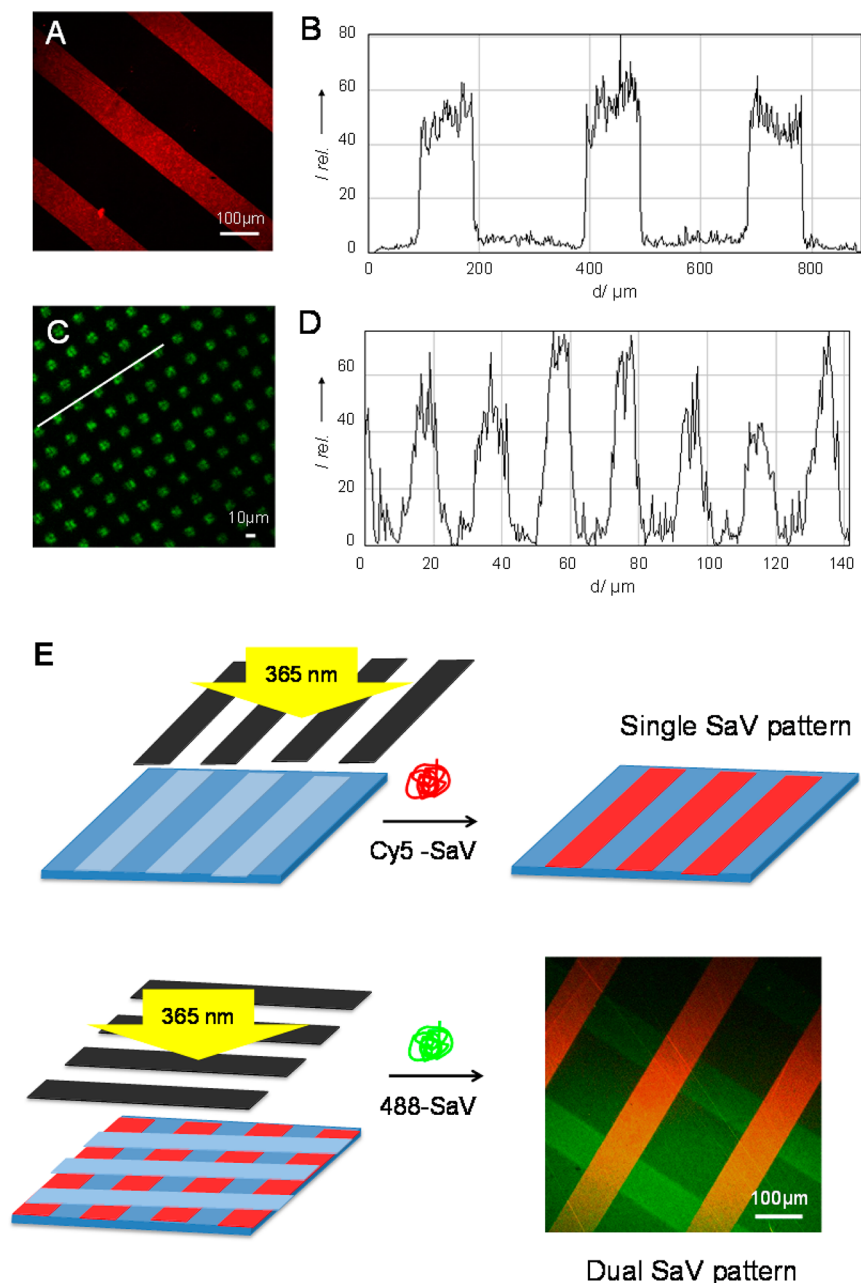 A
100µm
B
80
60
40
20
0
I rel.
0 200 400 600 800
d/ µm
C
10µm
D
60
40
20
0
I rel.
0 20 40 60 80 100 120 140
d/ µm
E
365 nm
Cy5 -SaV
Single SaV pattern
365 nm
488-SaV
100µm
Dual SaV pattern